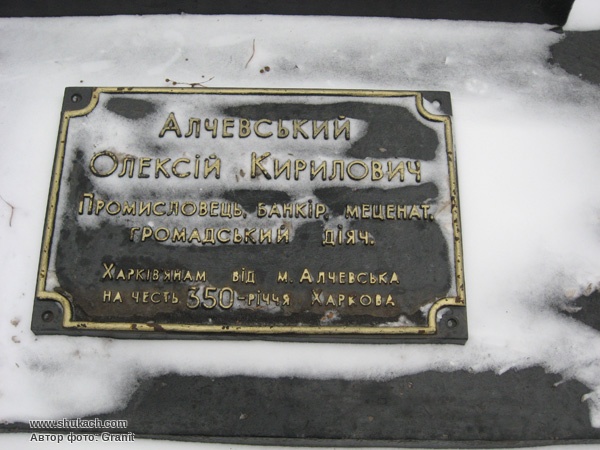 Алчевський
Олексій Кирилович
Промисловець, банкір, меценат,
громадський діяч.
Харків'янам від м. Алчевська
на честь 350-річчя Харкова
www.shukach.com
Автор фото: Granit